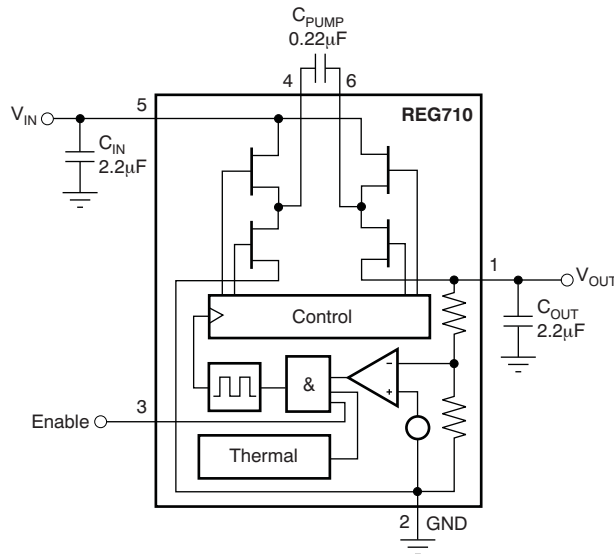 C_PUMP
0.22µF
4 6
5
REG710
V_IN
C_IN
2.2µF
1
V_OUT
Control
C_OUT
2.2µF
−
&
+
3
Enable
Thermal
2 GND